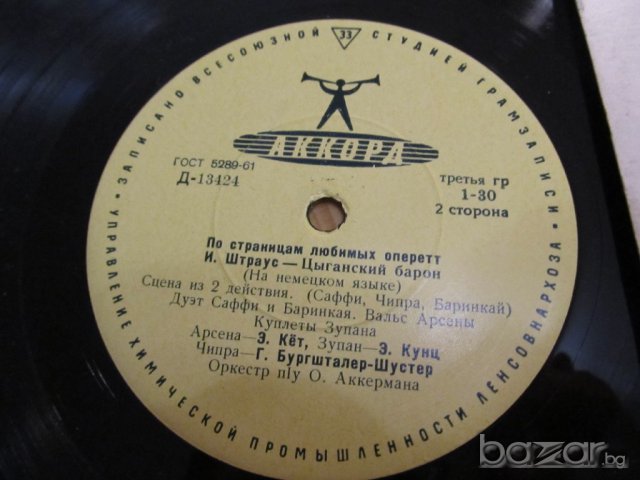 ЗАПИСАНО ВСЕСОЮЗНОЙ 33 СТУДИЕЙ ГРАМЗАПИСИ
АККОРД
ГОСТ 5289-61
Д-13424
третья гр
1-30
2 сторона
По страницам любимых оперетт
И. Штраус — Цыганский барон
(На немецком языке)
Сцена из 2 действия. (Саффи, Чипра, Баринкай)
Дуэт Саффи и Баринкая. Вальс Арсены
Куплеты Зупана
Арсена—Э. Кёт, Зупан—Э. Кунц
Чипра—Г. Бургшталер-Шустер
Оркестр п/у О. Аккермана
УПРАВЛЕНИЕ ХИМИЧЕСКОЙ ПРОМЫШЛЕННОСТИ ЛЕНСОВНАРХОЗА
bazar.bg